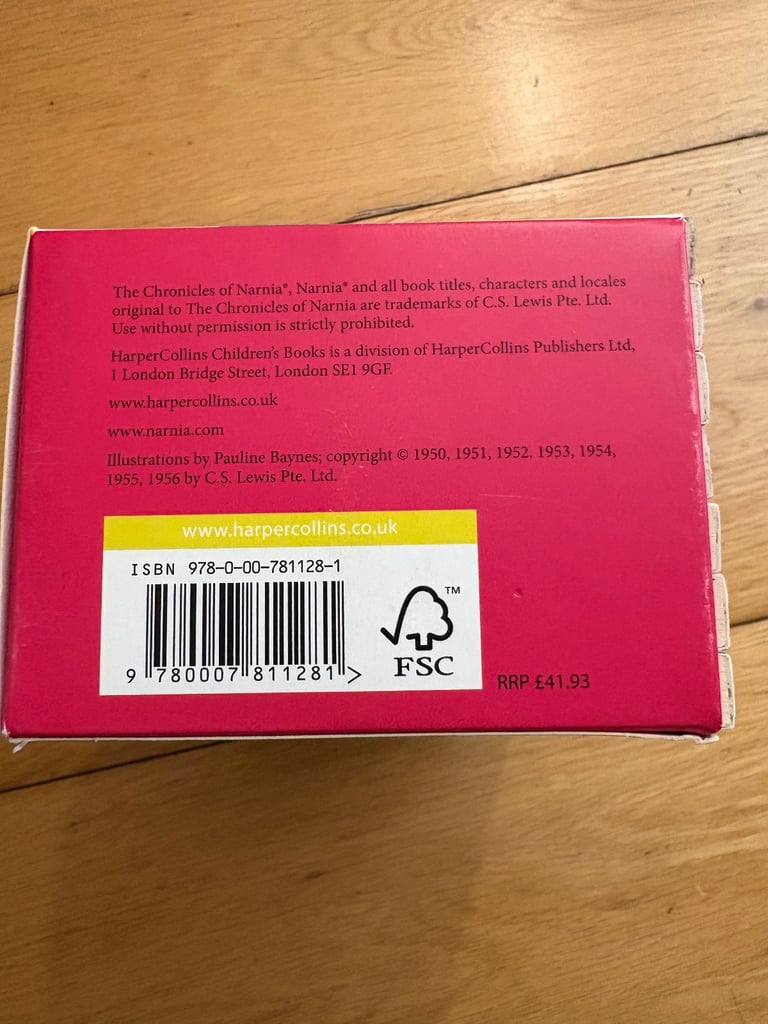 The Chronicles of Narnia®, Narnia® and all book titles, characters and locales
original to The Chronicles of Narnia are trademarks of C.S. Lewis Pte. Ltd.
Use without permission is strictly prohibited.
HarperCollins Children's Books is a division of HarperCollins Publishers Ltd,
1 London Bridge Street, London SE1 9GF.
www.harpercollins.co.uk
www.narnia.com
Illustrations by Pauline Baynes; copyright © 1950, 1951, 1952. 1953, 1954,
1955, 1956 by C.S. Lewis Pte. Ltd.
www.harpercollins.co.uk
ISBN 978-0-00-781128-1
9 780007 811281 >
TM
FSC
RRP £41.93